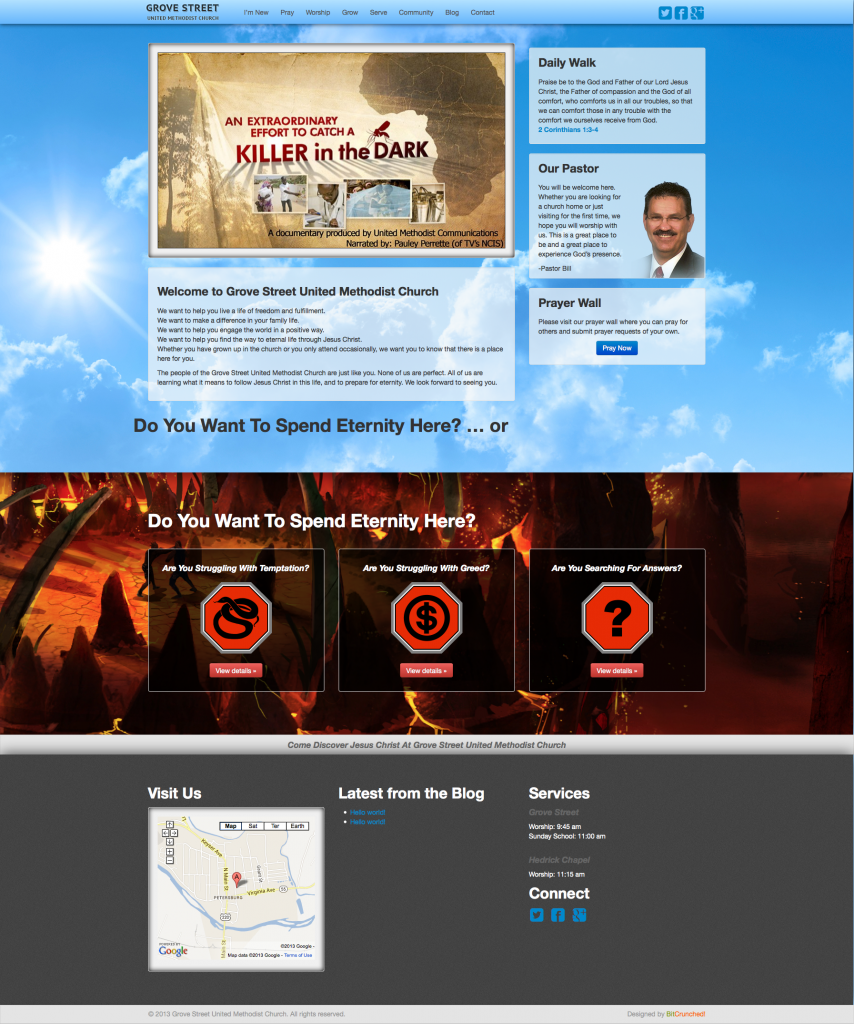 GROVE STREET
UNITED METHODIST CHURCH
I'm New Pray Worship Grow Serve Community Blog Contact
AN EXTRAORDINARY
EFFORT TO CATCH A
KILLER in the DARK
A documentary produced by United Methodist Communications
Narrated by: Pauley Perrette (of TV's NCIS)
Welcome to Grove Street United Methodist Church
We want to help you live a life of freedom and fulfillment.
We want to make a difference in your family life.
We want to help you engage the world in a positive way.
We want to help you find the way to eternal life through Jesus Christ.
Whether you have grown up in the church or you only attend occasionally, we want you to know that there is a place
here for you.
The people of the Grove Street United Methodist Church are just like you. None of us are perfect. All of us are
learning what it means to follow Jesus Christ in this life, and to prepare for eternity. We look forward to seeing you.
Daily Walk
Praise be to the God and Father of our Lord Jesus
Christ, the Father of compassion and the God of all
comfort, who comforts us in all our troubles, so that
we can comfort those in any trouble with the
comfort we ourselves receive from God.
2 Corinthians 1:3-4
Our Pastor
You will be welcome here.
Whether you are looking for
a church home or just
visiting for the first time, we
hope you will worship with
us. This is a great place to
be and a great place to
experience God's presence.
-Pastor Bill
Prayer Wall
Please visit our prayer wall where you can pray for
others and submit prayer requests of your own.
Pray Now
Do You Want To Spend Eternity Here? … or
Do You Want To Spend Eternity Here?
Are You Struggling With Temptation?
View details »
Are You Struggling With Greed?
$
View details »
Are You Searching For Answers?
?
View details »
Come Discover Jesus Christ At Grove Street United Methodist Church
Visit Us
Map Sat Ter Earth
Keyser Ave
N Main St
Grant St
A
Virginia Ave
55
PETERSBURG
220
Main St
POWERED BY
Google
©2013 Google -
Map data ©2013 Google - Terms of Use
Latest from the Blog
Hello world!
Hello world!
Services
Grove Street
Worship: 9:45 am
Sunday School: 11:00 am
Hedrick Chapel
Worship: 11:15 am
Connect
© 2013 Grove Street United Methodist Church. All rights reserved.
Designed by BitCrunched!